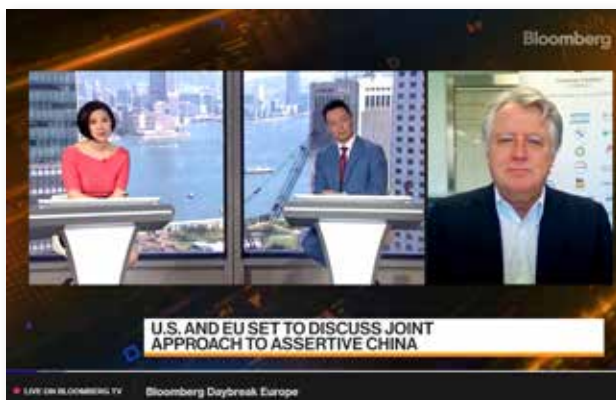 Bloomberg
U.S. AND EU SET TO DISCUSS JOINT
APPROACH TO ASSERTIVE CHINA
LIVE ON BLOOMBERG TV
Bloomberg Daybreak Europe